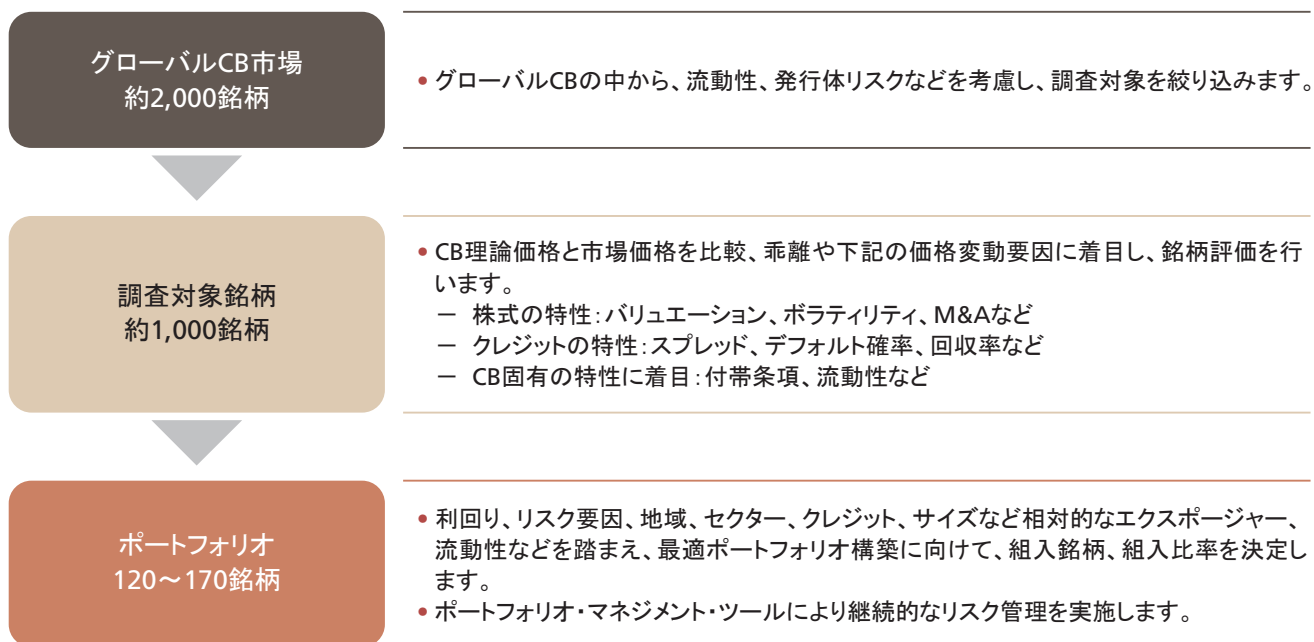 グローバルCB市場
約2,000銘柄
• グローバルCBの中から、流動性、発行体リスクなどを考慮し、調査対象を絞り込みます。
調査対象銘柄
約1,000銘柄
• CB理論価格と市場価格を比較、乖離や下記の価格変動要因に着目し、銘柄評価を行
います。
－ 株式の特性：バリュエーション、ボラティリティ、M&Aなど
－ クレジットの特性：スプレッド、デフォルト確率、回収率など
－ CB固有の特性に着目：付帯条項、流動性など
ポートフォリオ
120～170銘柄
• 利回り、リスク要因、地域、セクター、クレジット、サイズなど相対的なエクスポージャー、
流動性などを踏まえ、最適ポートフォリオ構築に向けて、組入銘柄、組入比率を決定し
ます。
• ポートフォリオ・マネジメント・ツールにより継続的なリスク管理を実施します。